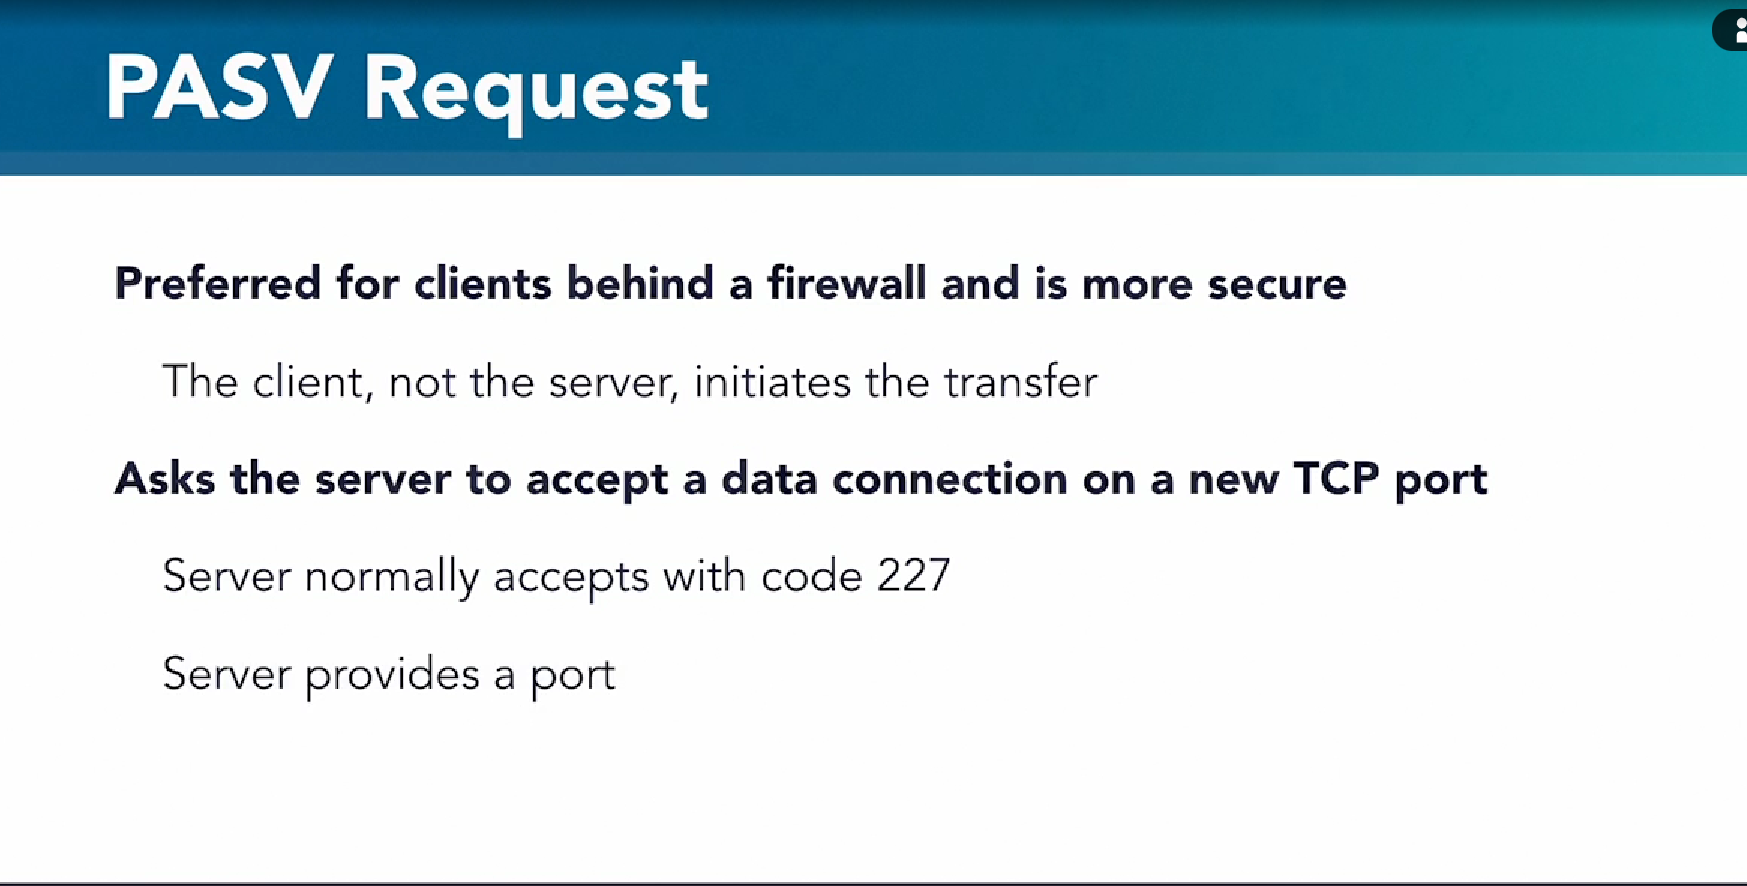 PASV Request
Preferred for clients behind a firewall and is more secure
The client, not the server, initiates the transfer
Asks the server to accept a data connection on a new TCP port
Server normally accepts with code 227
Server provides a port